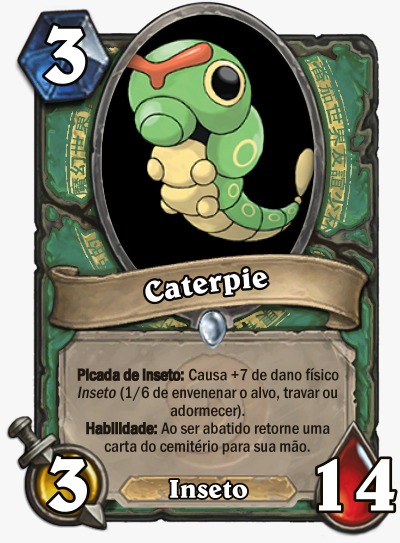 3
Caterpie
Picada de Inseto: Causa +7 de dano físico
Inseto (1/6 de envenenar o alvo, travar ou
adormecer).
Habilidade: Ao ser abatido retorne uma
carta do cemitério para sua mão.
3
Inseto
14